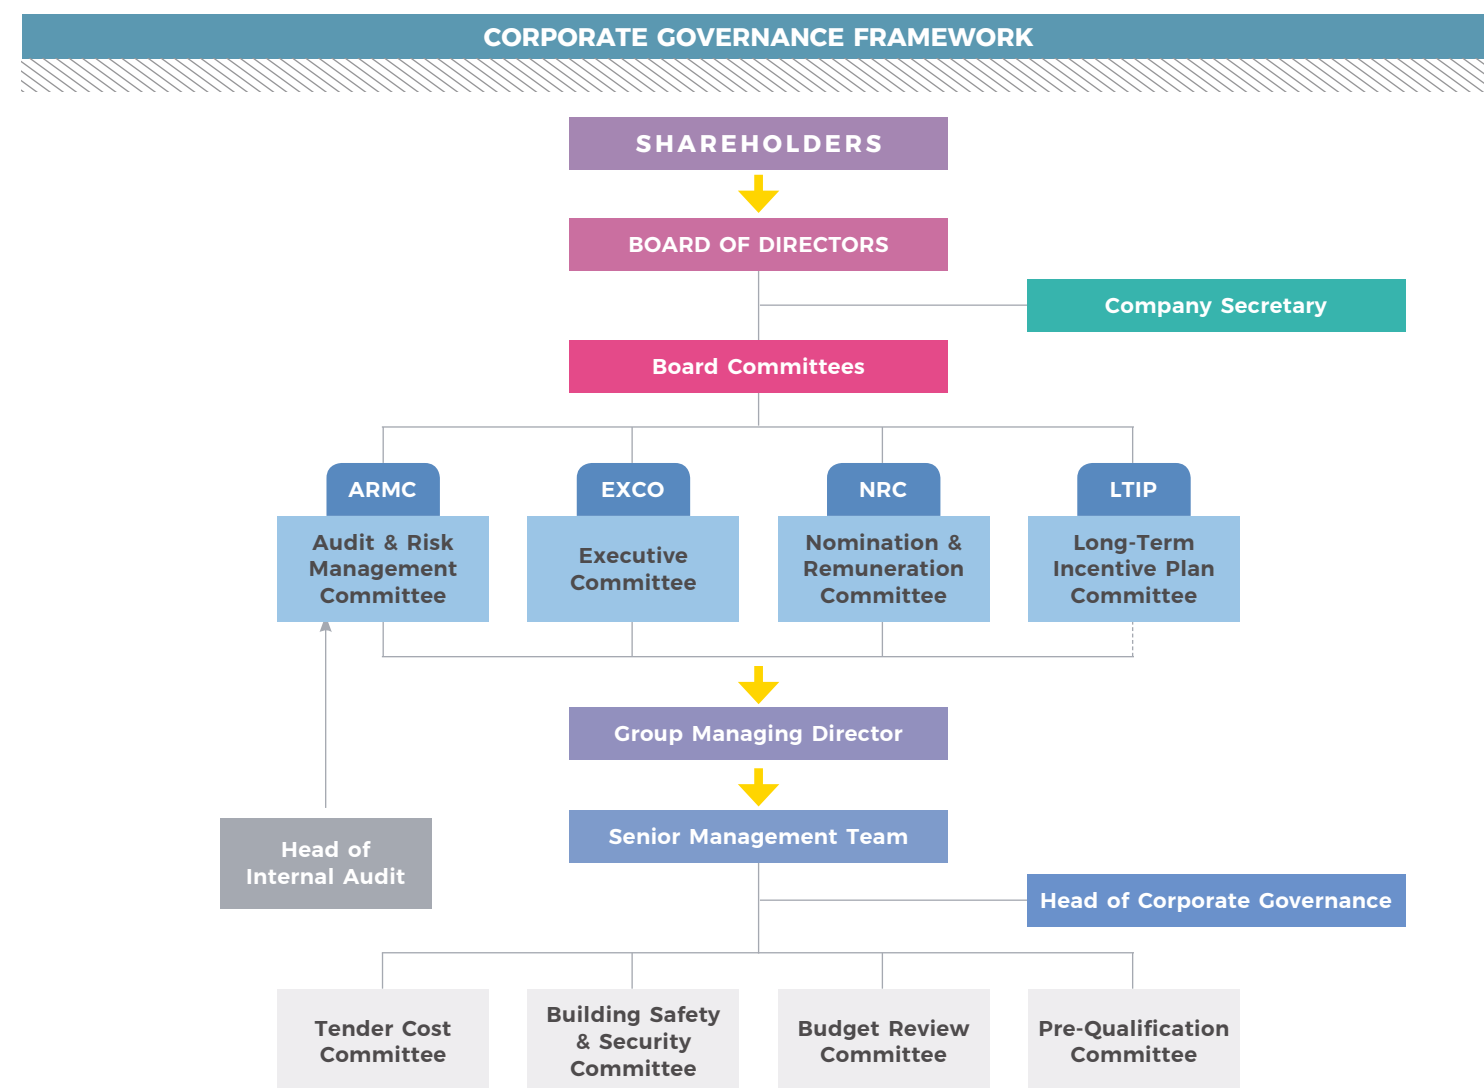 CORPORATE GOVERNANCE FRAMEWORK
SHAREHOLDERS
BOARD OF DIRECTORS
Company Secretary
Board Committees
ARMC
Audit & Risk
Management
Committee
EXCO
Executive
Committee
NRC
Nomination &
Remuneration
Committee
LTIP
Long-Term
Incentive Plan
Committee
Group Managing Director
Senior Management Team
Head of
Internal Audit
Head of Corporate Governance
Tender Cost
Committee
Building Safety
& Security
Committee
Budget Review
Committee
Pre-Qualification
Committee